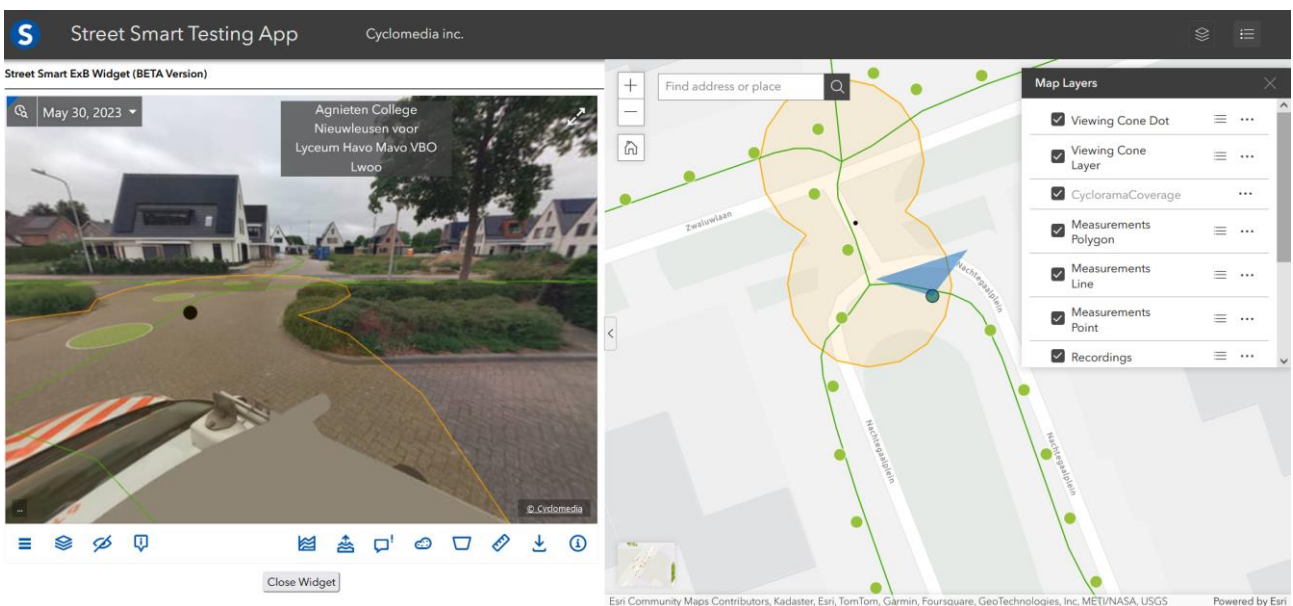 S
Street Smart Testing App
Cyclomedia inc.
Street Smart ExB Widget (BETA Version)
May 30, 2023
Agnieten College
Nieuwleusen voor
Lyceum Havo Mavo VBO
Lwoo
...
© Cyclomedia
Close Widget
Find address or place
Zwaluwlaan
Nachtegaalplein
Nachtegaalplein
Nachtegaalplein
Map Layers
Viewing Cone Dot
Viewing Cone
Layer
CycloramaCoverage
Measurements
Polygon
Measurements
Line
Measurements
Point
Recordings
Esri Community Maps Contributors, Kadaster, Esri, TomTom, Garmin, Foursquare, GeoTechnologies, Inc, METI/NASA, USGS
Powered by Esri